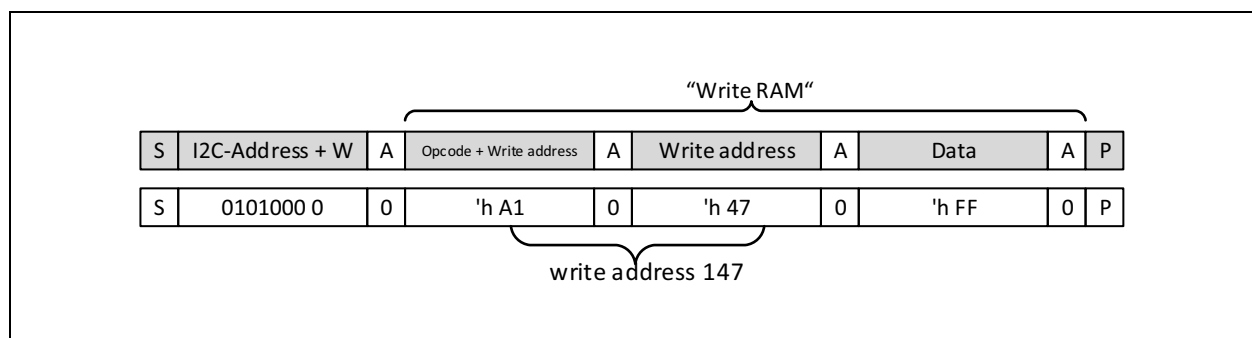 “Write RAM“
S I2C-Address + W A Opcode + Write address A Write address A Data A P
S 0101000 0 0 'h A1 0 'h 47 0 'h FF 0 P
write address 147